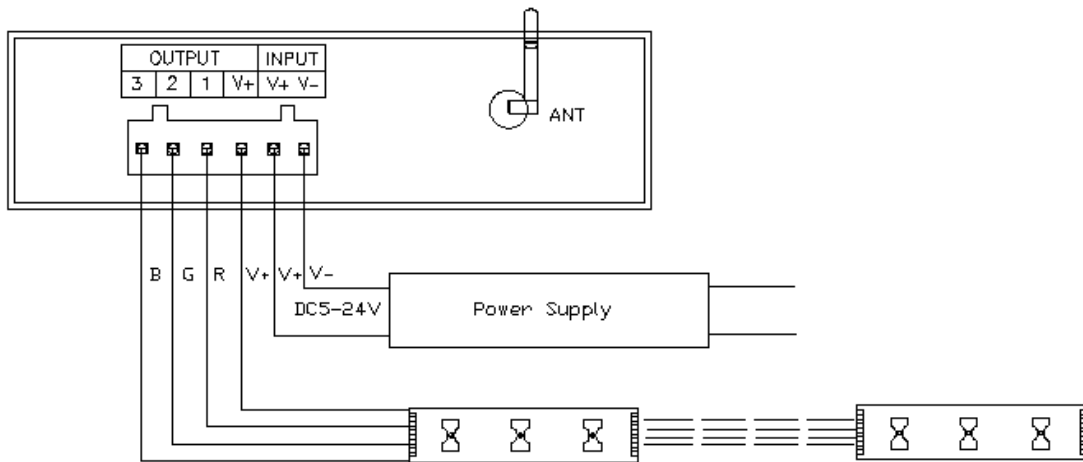 OUTPUT INPUT
3 2 1 V+ V+ V-
ANT
B G R V+ V+ V-
DC5-24V
Power Supply